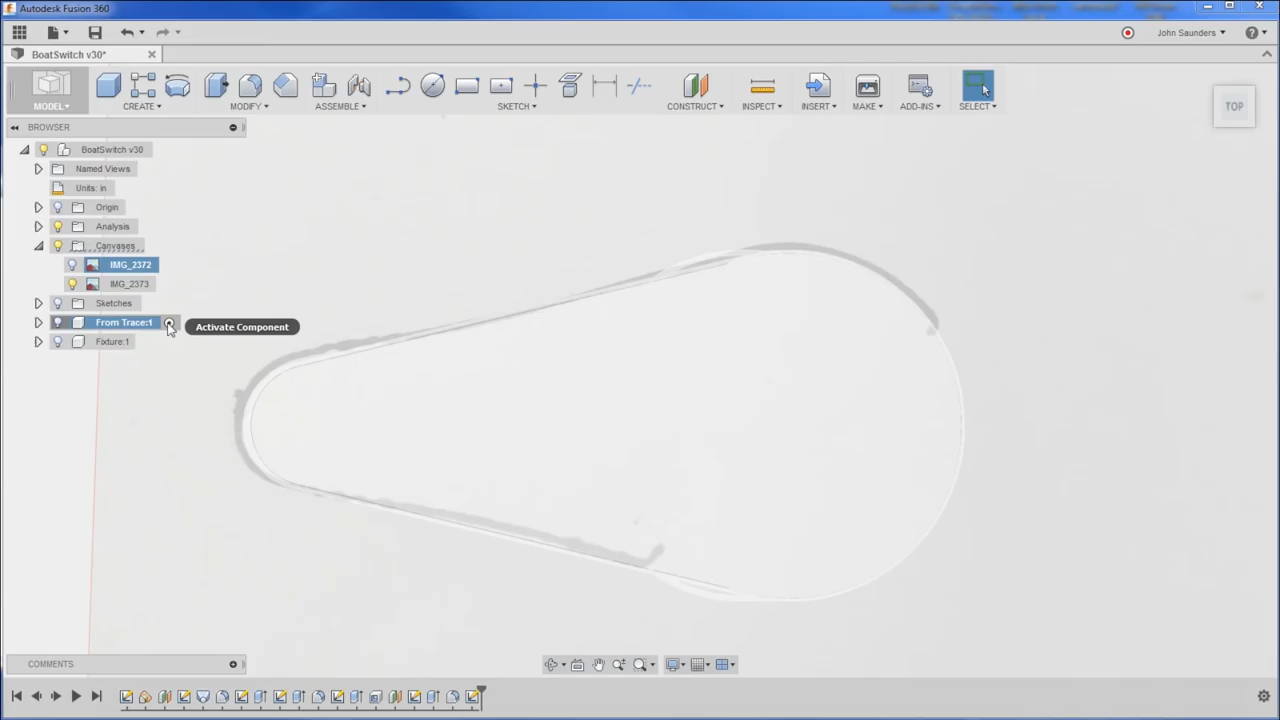 Autodesk Fusion 360
John Saunders
BoatSwitch v30*
MODEL
CREATE
MODIFY
ASSEMBLE
SKETCH
CONSTRUCT
INSPECT
INSERT
MAKE
ADD-INS
SELECT
TOP
BROWSER
BoatSwitch v30
Named Views
Units: in
Origin
Analysis
Canvases
IMG_2372
IMG_2373
Sketches
From Trace:1
Activate Component
Fixture:1
COMMENTS